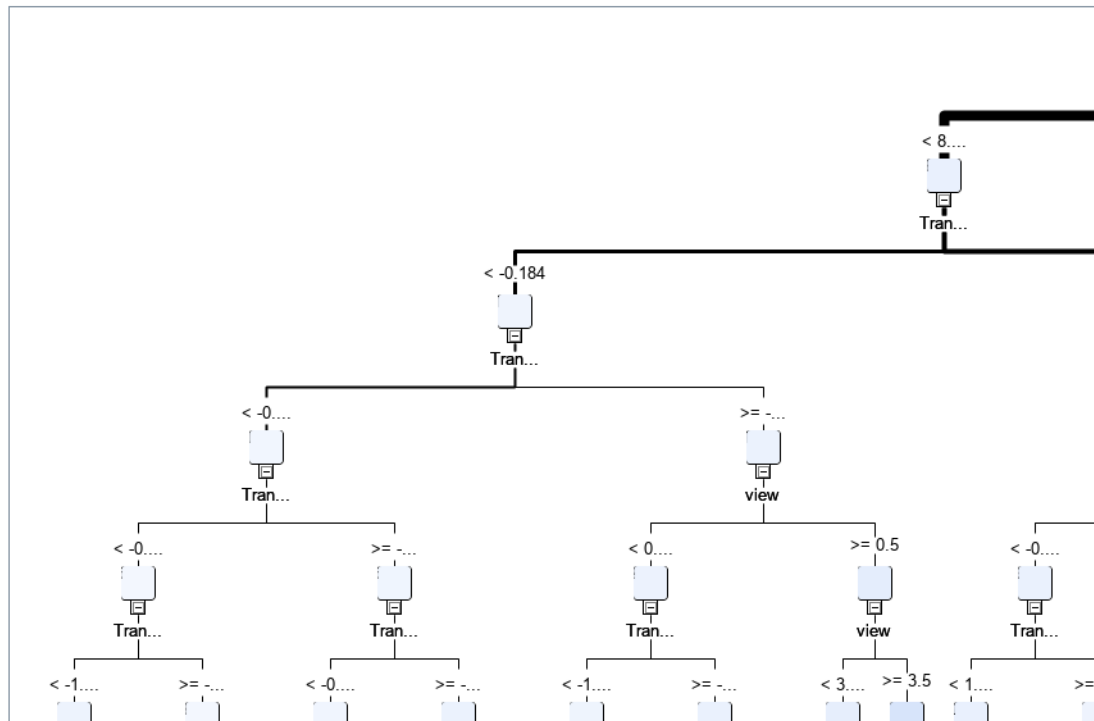 < 8....
Tran...
< -0.184
Tran...
< -0.... >= -...
Tran... view
< -0.... >= -... < 0.... >= 0.5 < -0....
Tran... Tran... Tran... view Tran...
< -1.... >= -... < -0.... >= -... < -1.... >= -... < 3.... >= 3.5 < 1.... >=